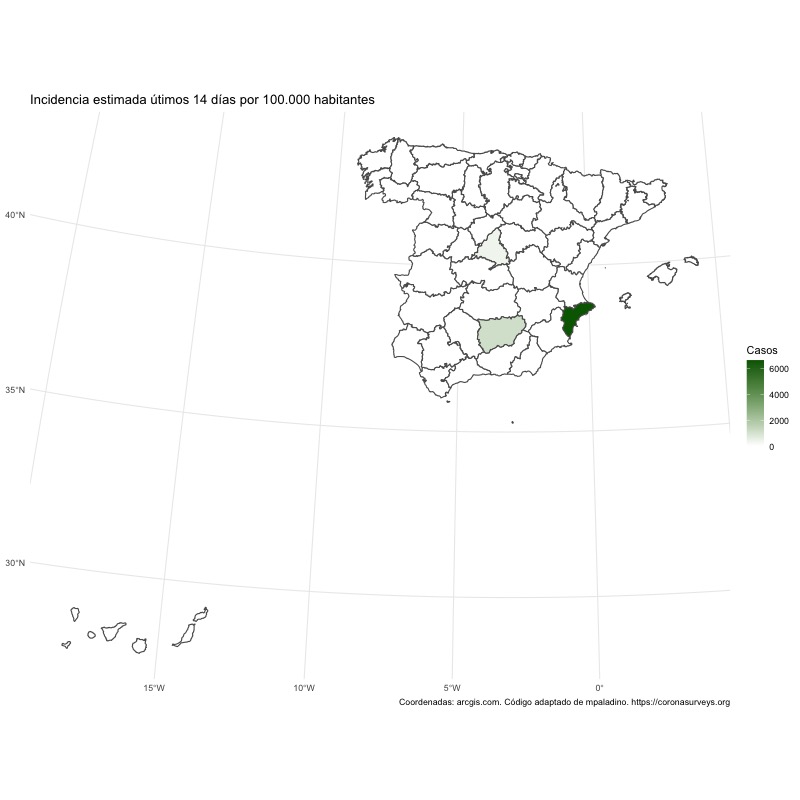 Incidencia estimada útimos 14 días por 100.000 habitantes
40°N
35°N
30°N
15°W
10°W
5°W
0°
Casos
6000
4000
2000
0
Coordenadas: arcgis.com. Código adaptado de mpaladino. https://coronasurveys.org